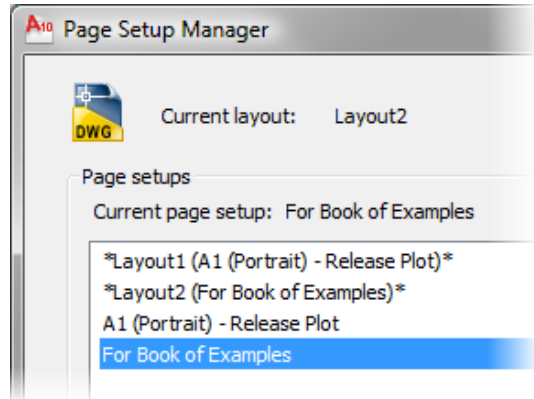 A10 Page Setup Manager
DWG
Current layout: Layout2
Page setups
Current page setup: For Book of Examples
*Layout1 (A1 (Portrait) - Release Plot)*
*Layout2 (For Book of Examples)*
A1 (Portrait) - Release Plot
For Book of Examples